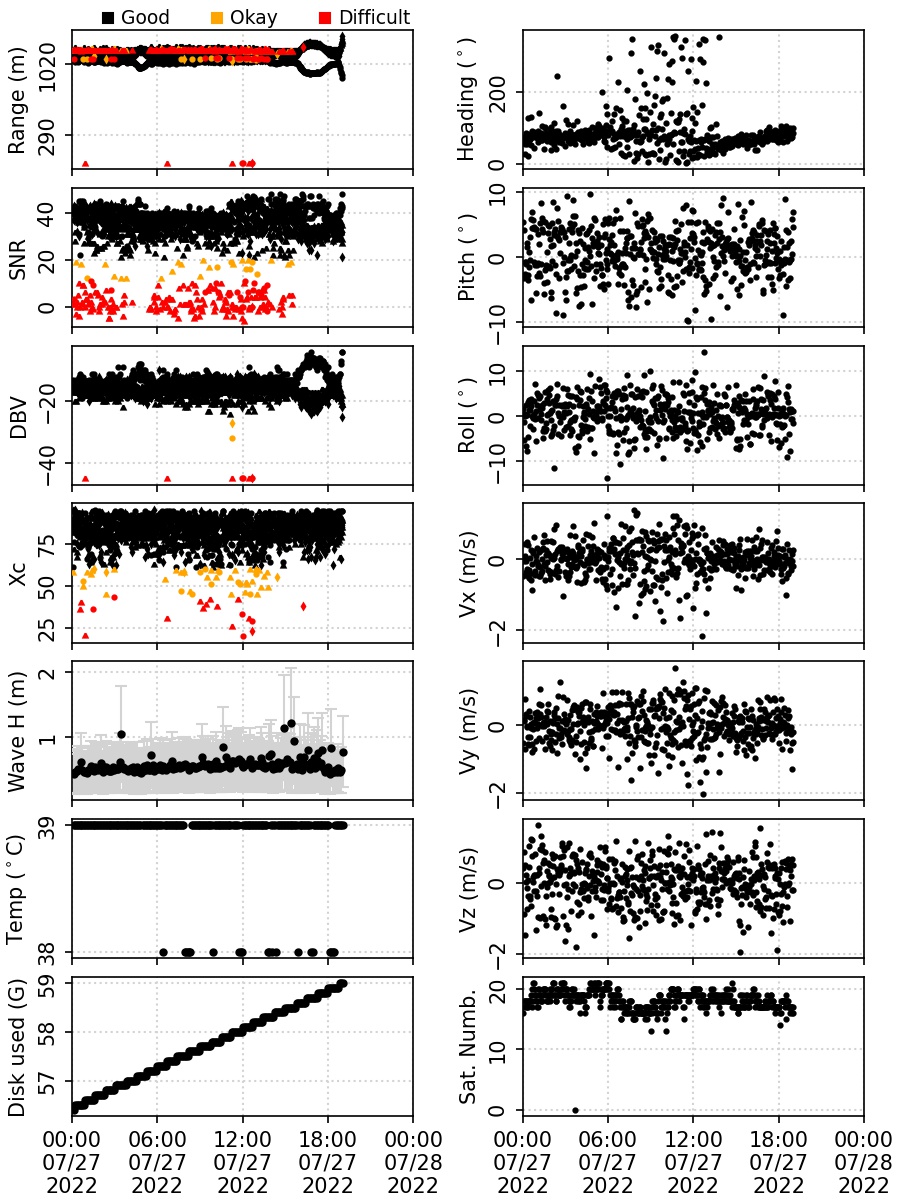 Good Okay Difficult
Range (m)
1020
290
Heading (°)
200
0
SNR
40
20
0
Pitch (°)
10
0
−10
DBV
−20
−40
Roll (°)
10
0
−10
Xc
75
50
25
Vx (m/s)
0
−2
Wave H (m)
2
1
Vy (m/s)
0
−2
Temp (°C)
39
38
Vz (m/s)
0
−2
Disk used (G)
59
58
57
Sat. Numb.
20
10
0
00:00 06:00 12:00 18:00 00:00
07/27 07/27 07/27 07/27 07/28
2022 2022 2022 2022 2022
00:00 06:00 12:00 18:00 00:00
07/27 07/27 07/27 07/27 07/28
2022 2022 2022 2022 2022